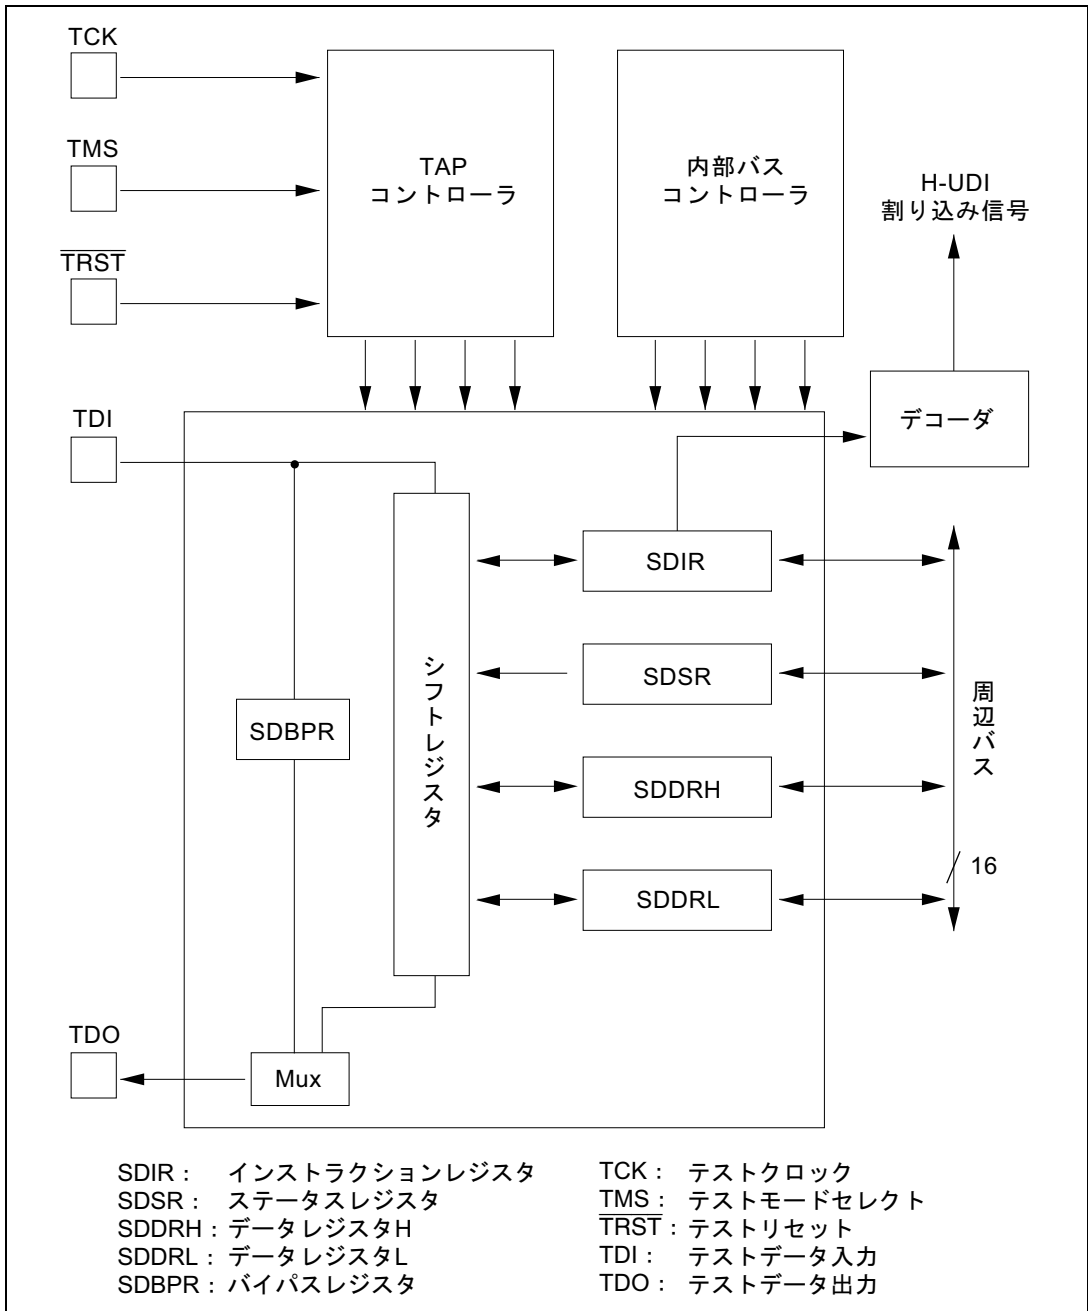 TCK
TMS
TAP
コントローラ
内部バス
コントローラ
H-UDI
割り込み信号
TRST
TDI
デコーダ
SDIR
SDSR
シフトレジスタ
SDBPR
周辺バス
SDDRH
16
SDDRL
TDO
Mux
SDIR： インストラクションレジスタ
SDSR： ステータスレジスタ
SDDRH：データレジスタH
SDDRL： データレジスタL
SDBPR：バイパスレジスタ
TCK： テストクロック
TMS： テストモードセレクト
TRST：テストリセット
TDI： テストデータ入力
TDO： テストデータ出力